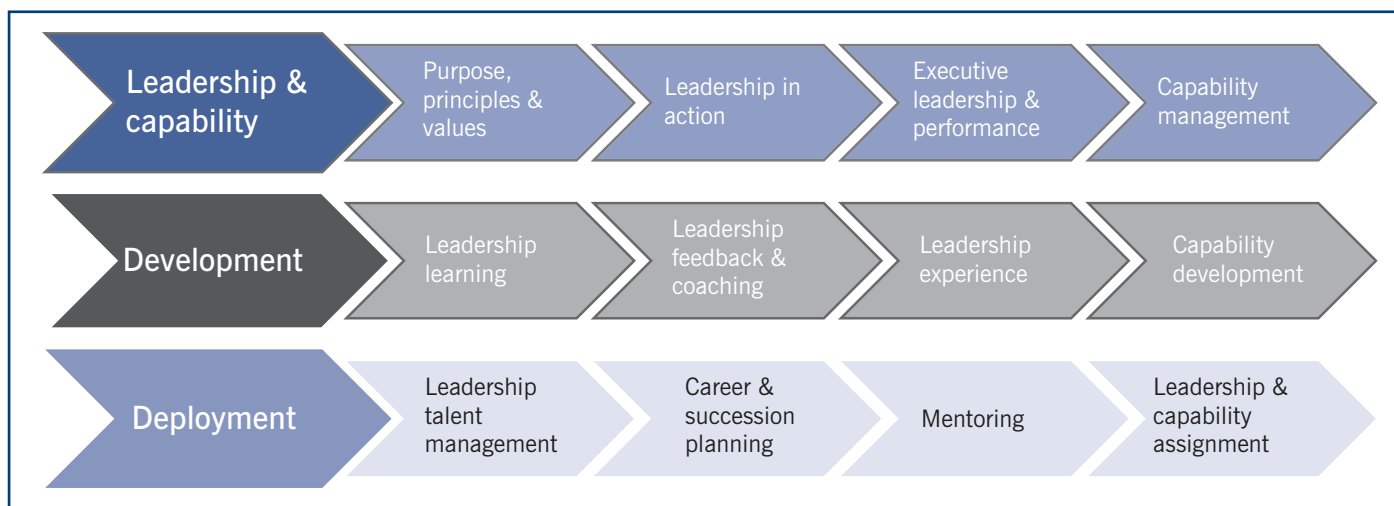 Leadership &
capability
Purpose,
principles &
values
Leadership in
action
Executive
leadership &
performance
Capability
management
Development
Leadership
learning
Leadership
feedback &
coaching
Leadership
experience
Capability
development
Deployment
Leadership
talent
management
Career &
succession
planning
Mentoring
Leadership &
capability
assignment